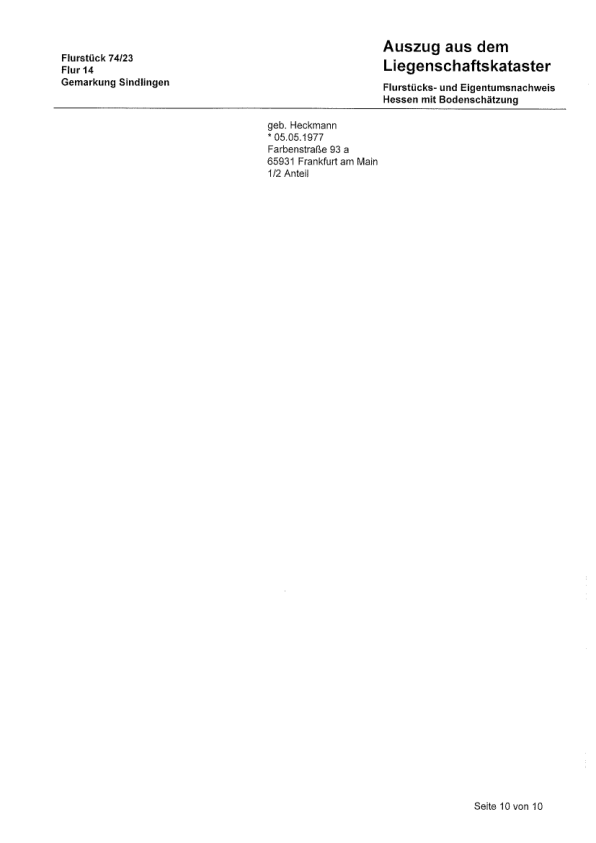 Flurstück 74/23
Flur 14
Gemarkung Sindlingen
Auszug aus dem
Liegenschaftskataster
Flurstücks- und Eigentumsnachweis
Hessen mit Bodenschätzung
geb. Heckmann
* 05.05.1977
Farbenstraße 93 a
65931 Frankfurt am Main
1/2 Anteil
Seite 10 von 10